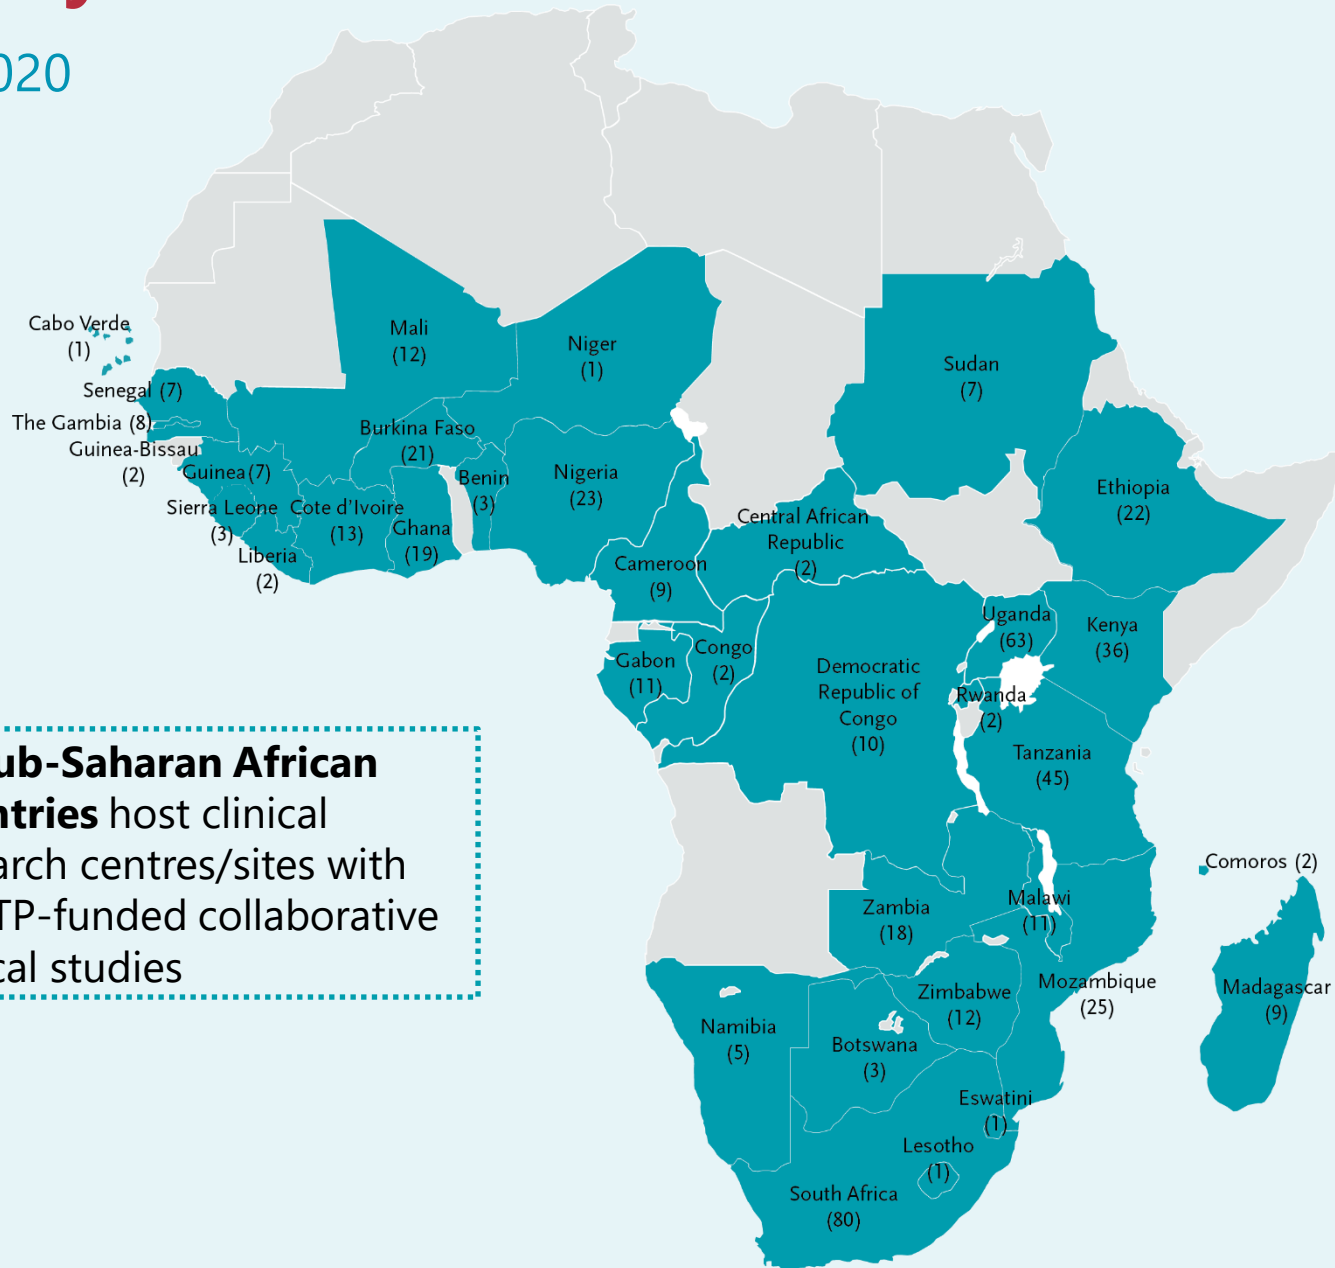 020
Cabo Verde
(1)
Mali
(12)
Niger
(1)
Sudan
(7)
Senegal (7)
The Gambia (8)
Guinea-Bissau
(2)
Burkina Faso
(21)
Guinea (7)
Benin
(3)
Nigeria
(23)
Ethiopia
(22)
Sierra Leone
(3)
Cote d'Ivoire
(13)
Ghana
(19)
Central African
Republic
(2)
Liberia
(2)
Cameroon
(9)
Uganda
(63)
Kenya
(36)
Gabon
(11)
Congo
(2)
Democratic
Republic of
Congo
(10)
Rwanda
(2)
Tanzania
(45)
ub-Saharan African
ntries host clinical
arch centres/sites with
TP-funded collaborative
cal studies
Comoros (2)
Zambia
(18)
Malawi
(11)
Mozambique
(25)
Madagascar
(9)
Zimbabwe
(12)
Namibia
(5)
Botswana
(3)
Eswatini
(1)
Lesotho
(1)
South Africa
(80)